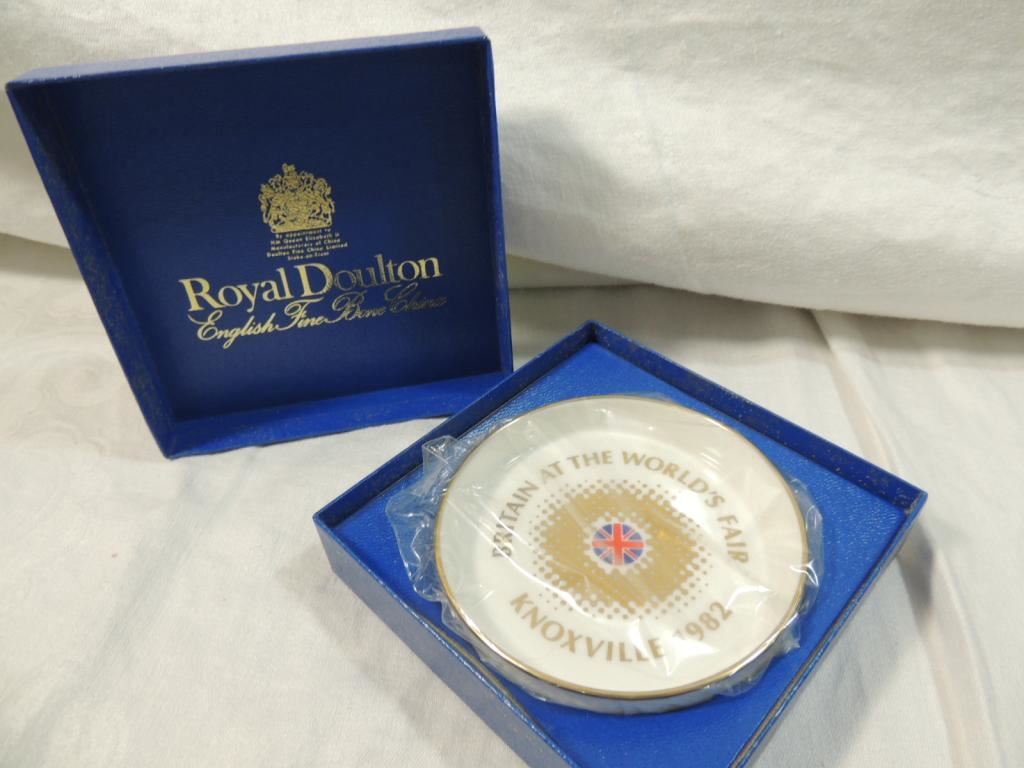 By appointment to
HM Queen Elizabeth II
Manufacturers of China
Doulton Fine China Limited
Stoke-on-Trent
Royal Doulton
English Fine Bone China
BRITAIN AT THE WORLD'S FAIR
KNOXVILLE 1982